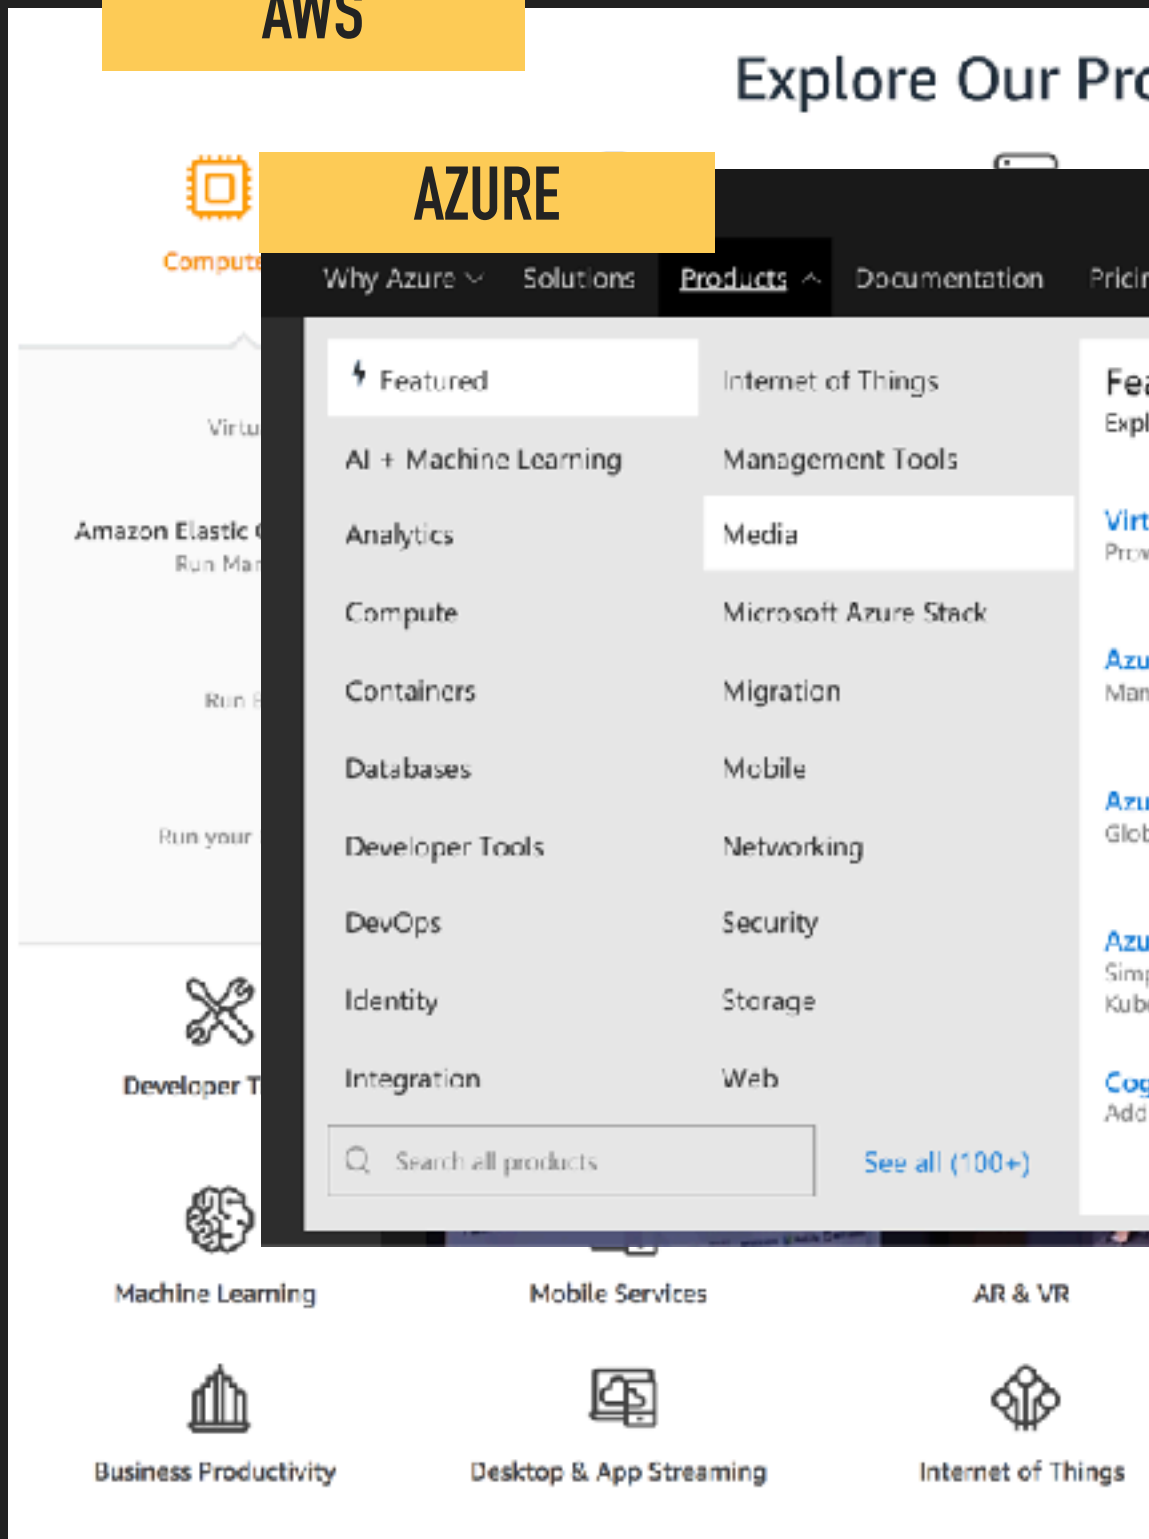 AWS
Explore Our
AZURE
Compute
Why Azure
Solutions
Products
Documentation
Featured
AI + Machine Learning
Analytics
Compute
Containers
Databases
Developer Tools
DevOps
Identity
Integration
Search all products
Internet of Things
Management Tools
Media
Microsoft Azure Stack
Migration
Mobile
Networking
Security
Storage
Web
See all (100+)
Amazon Elastic
Run
Run
Run your
Developer
Machine Learning
Mobile Services
AR & VR
Business Productivity
Desktop & App Streaming
Internet of Things